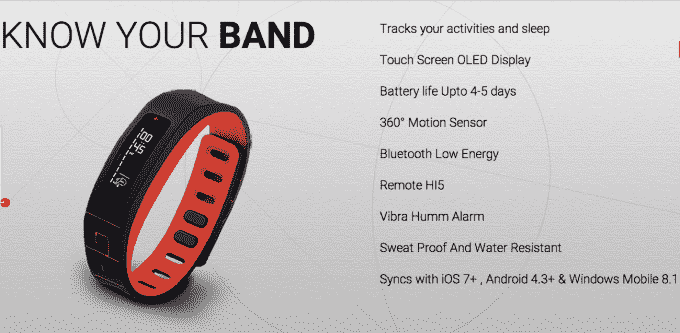 KNOW YOUR BAND
Tracks your activities and sleep
Touch Screen OLED Display
Battery life Upto 4-5 days
360° Motion Sensor
Bluetooth Low Energy
Remote HI5
Vibra Humm Alarm
Sweat Proof And Water Resistant
Syncs with iOS 7+ , Android 4.3+ & Windows Mobile 8.1